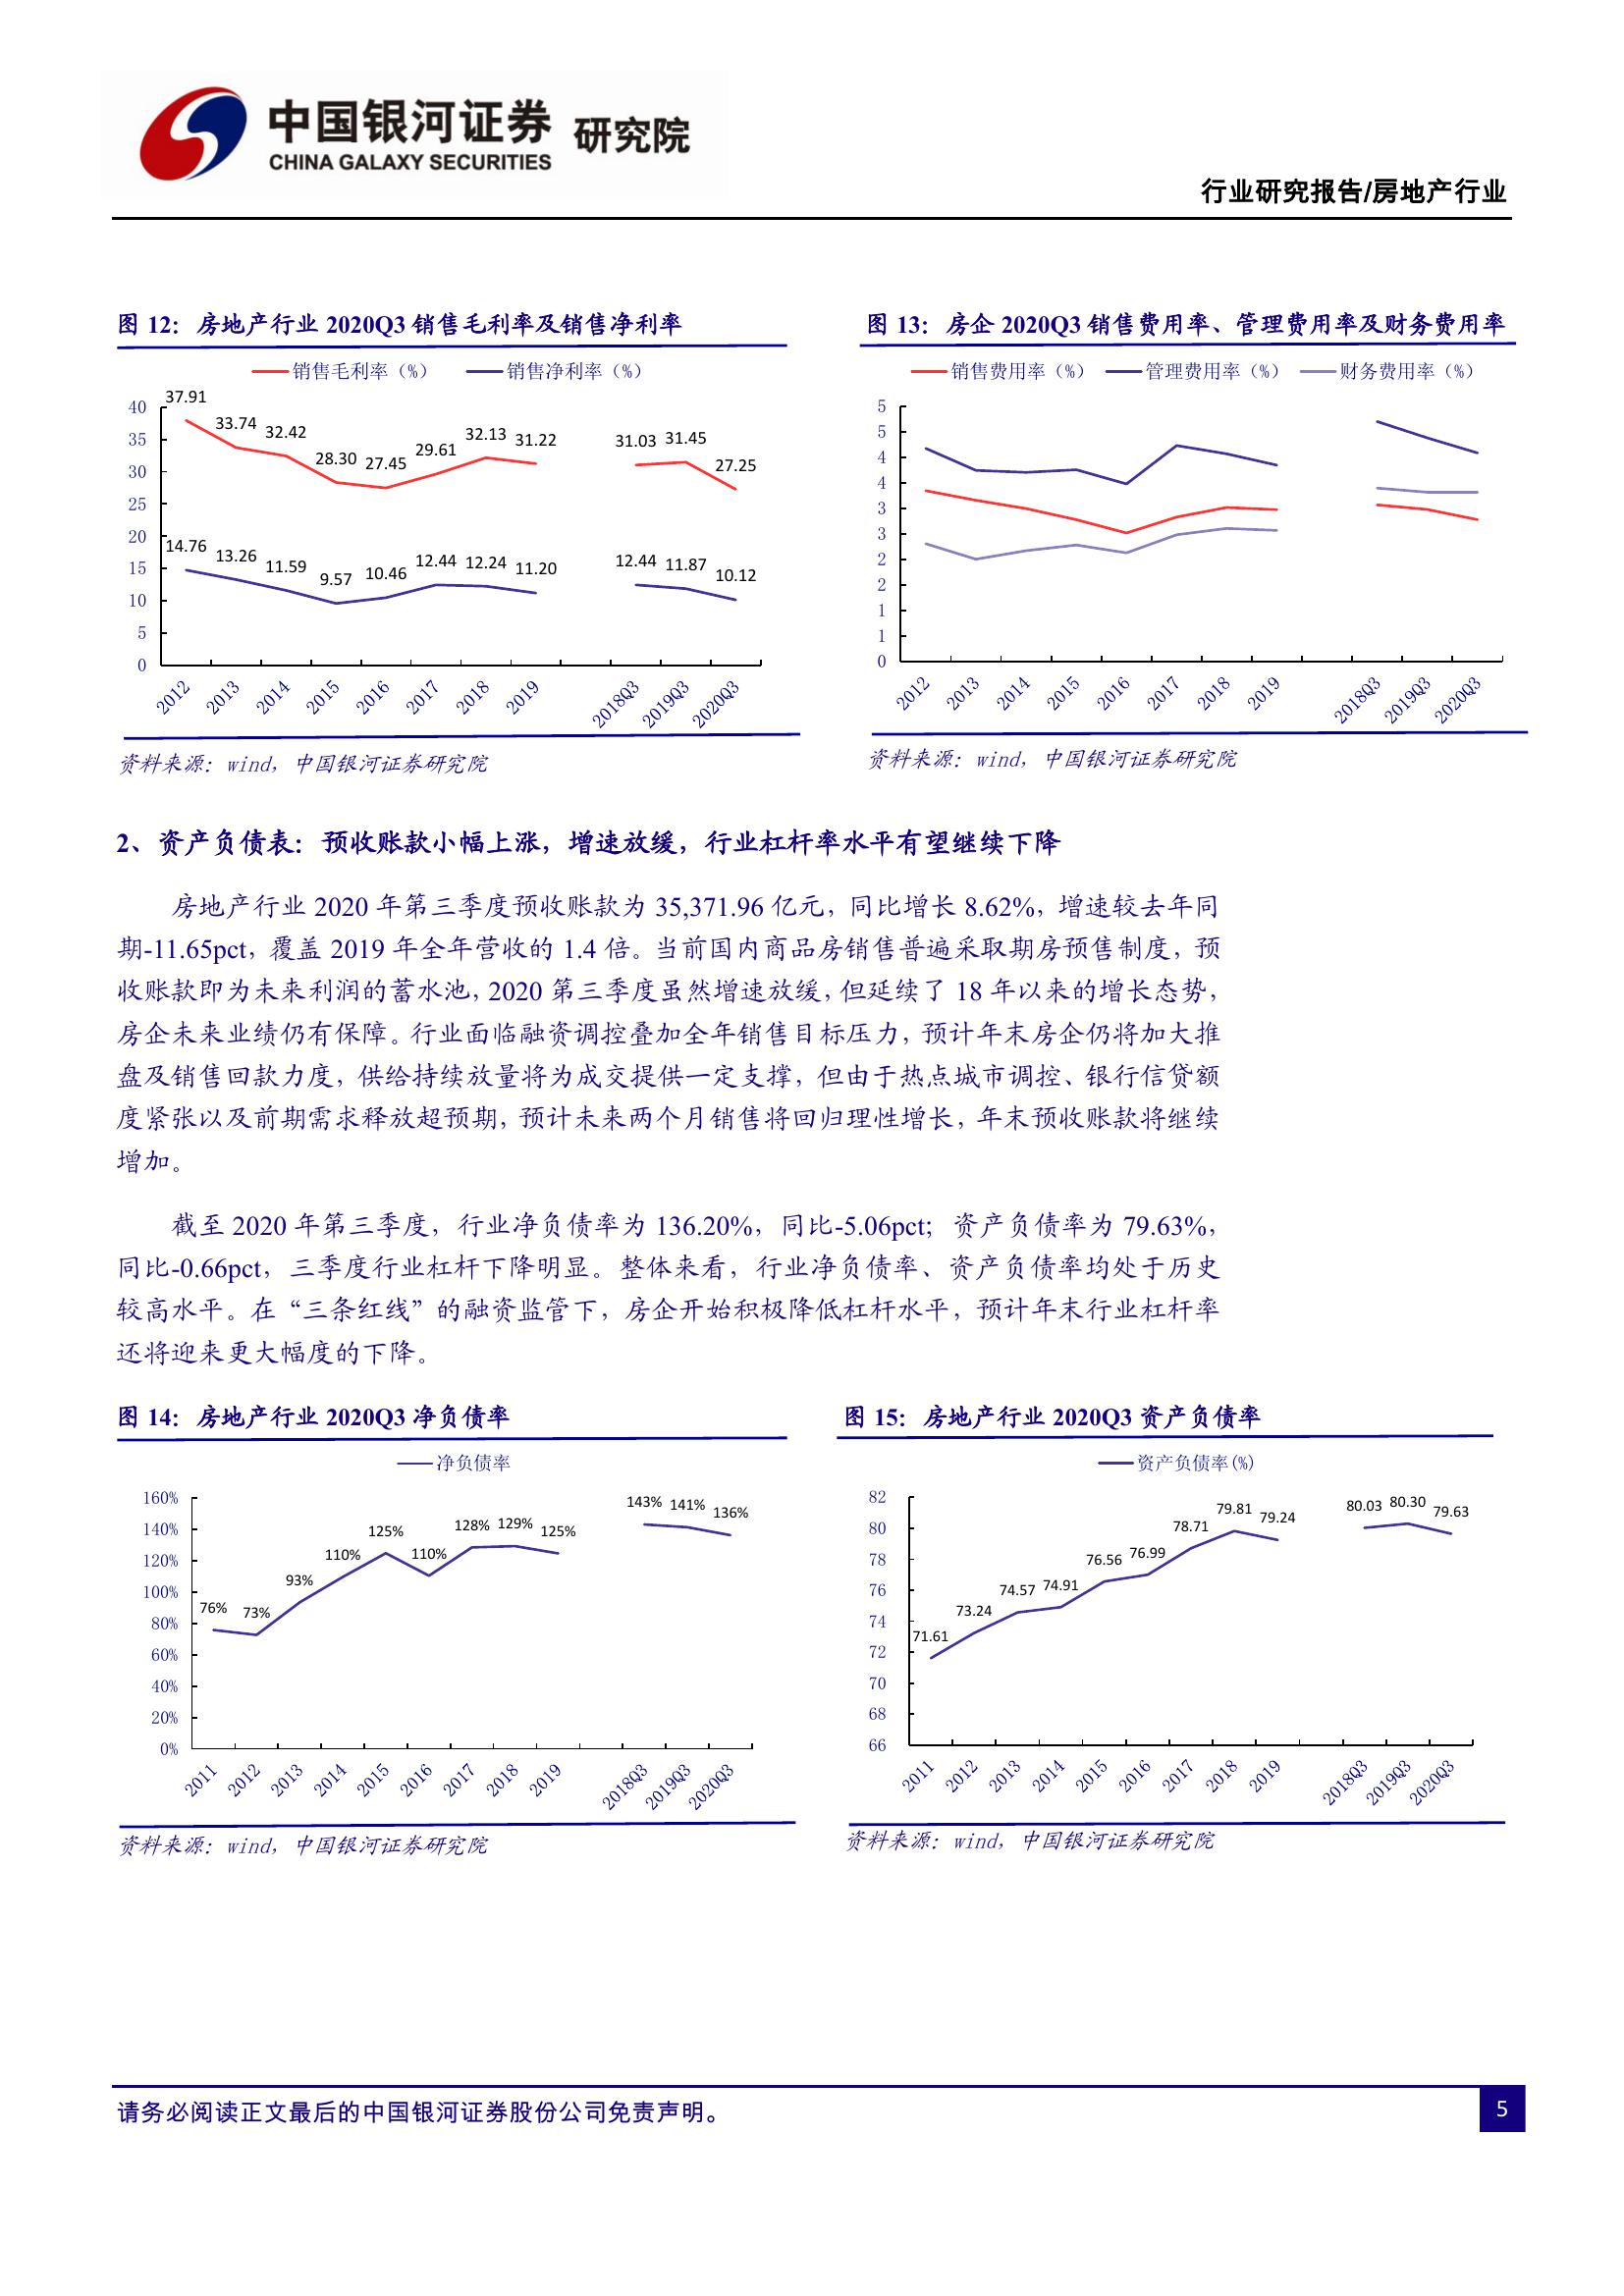 中国银河证券 研究院
CHINA GALAXY SECURITIES
行业研究报告/房地产行业
图 12：房地产行业 2020Q3 销售毛利率及销售净利率
销售毛利率（%） 销售净利率（%）
40
35
30
25
20
15
10
5
0
37.91 33.74 32.42 28.30 27.45 29.61 32.13 31.22 31.03 31.45 27.25
14.76 13.26 11.59 9.57 10.46 12.44 12.24 11.20 12.44 11.87 10.12
2012 2013 2014 2015 2016 2017 2018 2019 2018Q3 2019Q3 2020Q3
资料来源：wind，中国银河证券研究院
图 13：房企 2020Q3 销售费用率、管理费用率及财务费用率
销售费用率（%） 管理费用率（%） 财务费用率（%）
5
5
4
4
3
3
2
2
1
1
0
2012 2013 2014 2015 2016 2017 2018 2019 2018Q3 2019Q3 2020Q3
资料来源：wind，中国银河证券研究院
2、资产负债表：预收账款小幅上涨，增速放缓，行业杠杆率水平有望继续下降
房地产行业 2020 年第三季度预收账款为 35,371.96 亿元，同比增长 8.62%，增速较去年同
期-11.65pct，覆盖 2019 年全年营收的 1.4 倍。当前国内商品房销售普遍采取期房预售制度，预
收账款即为未来利润的蓄水池，2020 第三季度虽然增速放缓，但延续了 18 年以来的增长态势，
房企未来业绩仍有保障。行业面临融资调控叠加全年销售目标压力，预计年末房企仍将加大推
盘及销售回款力度，供给持续放量将为成交提供一定支撑，但由于热点城市调控、银行信贷额
度紧张以及前期需求释放超预期，预计未来两个月销售将回归理性增长，年末预收账款将继续
增加。
截至 2020 年第三季度，行业净负债率为 136.20%，同比-5.06pct；资产负债率为 79.63%，
同比-0.66pct，三季度行业杠杆下降明显。整体来看，行业净负债率、资产负债率均处于历史
较高水平。在“三条红线”的融资监管下，房企开始积极降低杠杆水平，预计年末行业杠杆率
还将迎来更大幅度的下降。
图 14：房地产行业 2020Q3 净负债率
净负债率
160%
140%
120%
100%
80%
60%
40%
20%
0%
76% 73% 93% 110% 125% 110% 128% 129% 125% 143% 141% 136%
2011 2012 2013 2014 2015 2016 2017 2018 2019 2018Q3 2019Q3 2020Q3
资料来源：wind，中国银河证券研究院
图 15：房地产行业 2020Q3 资产负债率
资产负债率(%)
82
80
78
76
74
72
70
68
66
71.61 73.24 74.57 74.91 76.56 76.99 78.71 79.81 79.24 80.03 80.30 79.63
2011 2012 2013 2014 2015 2016 2017 2018 2019 2018Q3 2019Q3 2020Q3
资料来源：wind，中国银河证券研究院
请务必阅读正文最后的中国银河证券股份公司免责声明。
5